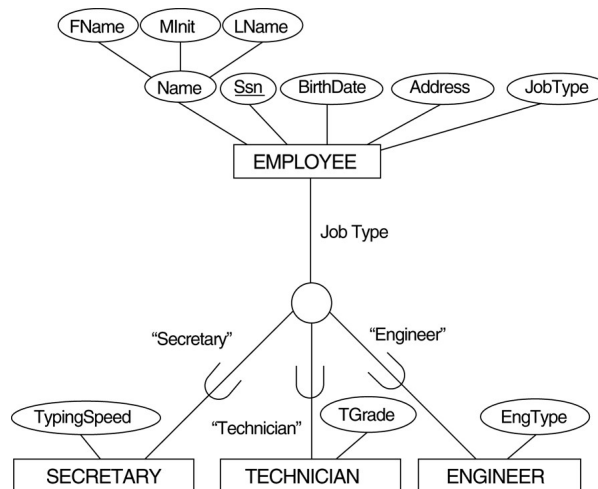 FName MInit LName
Name Ssn BirthDate Address JobType
EMPLOYEE
Job Type
“Secretary” “Engineer”
TypingSpeed “Technician” TGrade EngType
SECRETARY TECHNICIAN ENGINEER